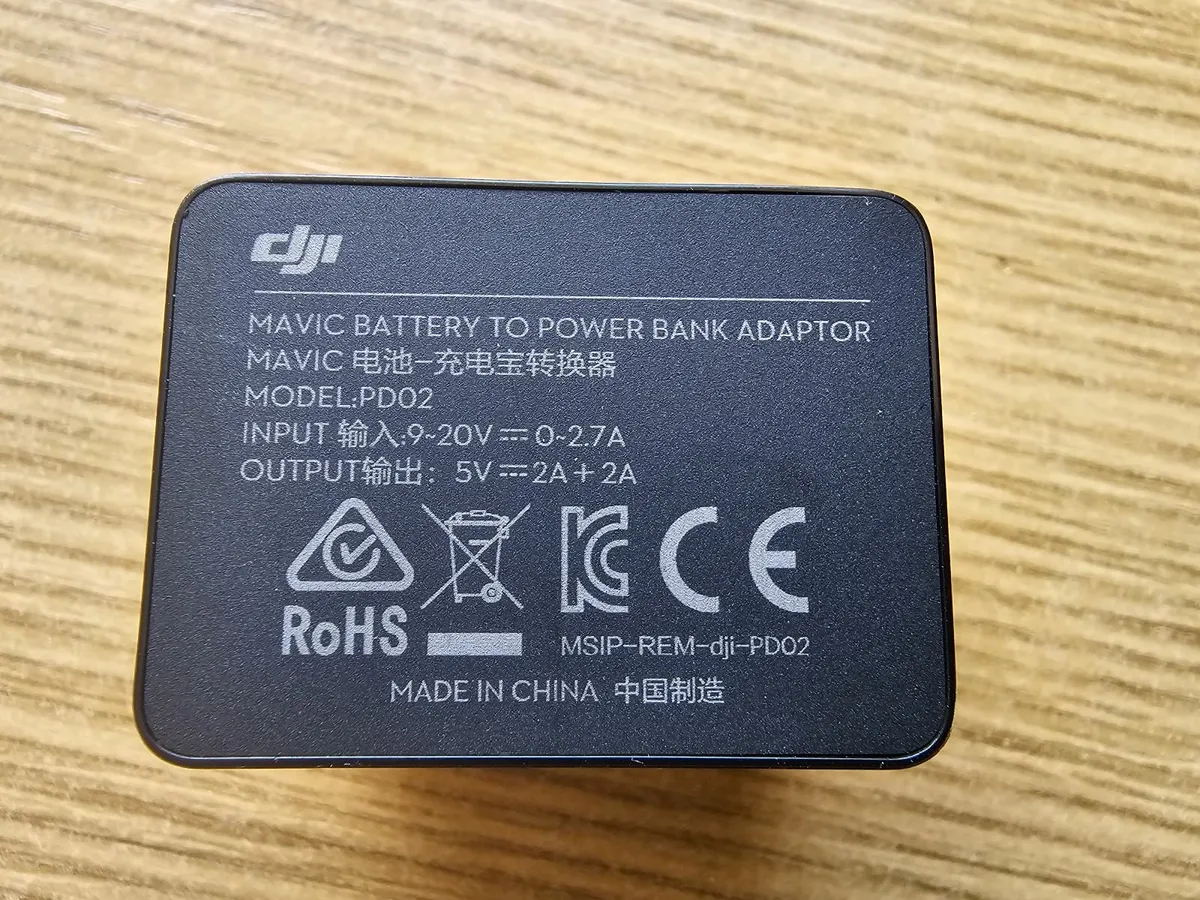 dji
MAVIC BATTERY TO POWER BANK ADAPTOR
MAVIC 电池-充电宝转换器
MODEL:PD02
INPUT 输入:9~20V⎓0~2.7A
OUTPUT输出: 5V⎓2A+2A
RoHS
KC CE
MSIP-REM-dji-PD02
MADE IN CHINA 中国制造